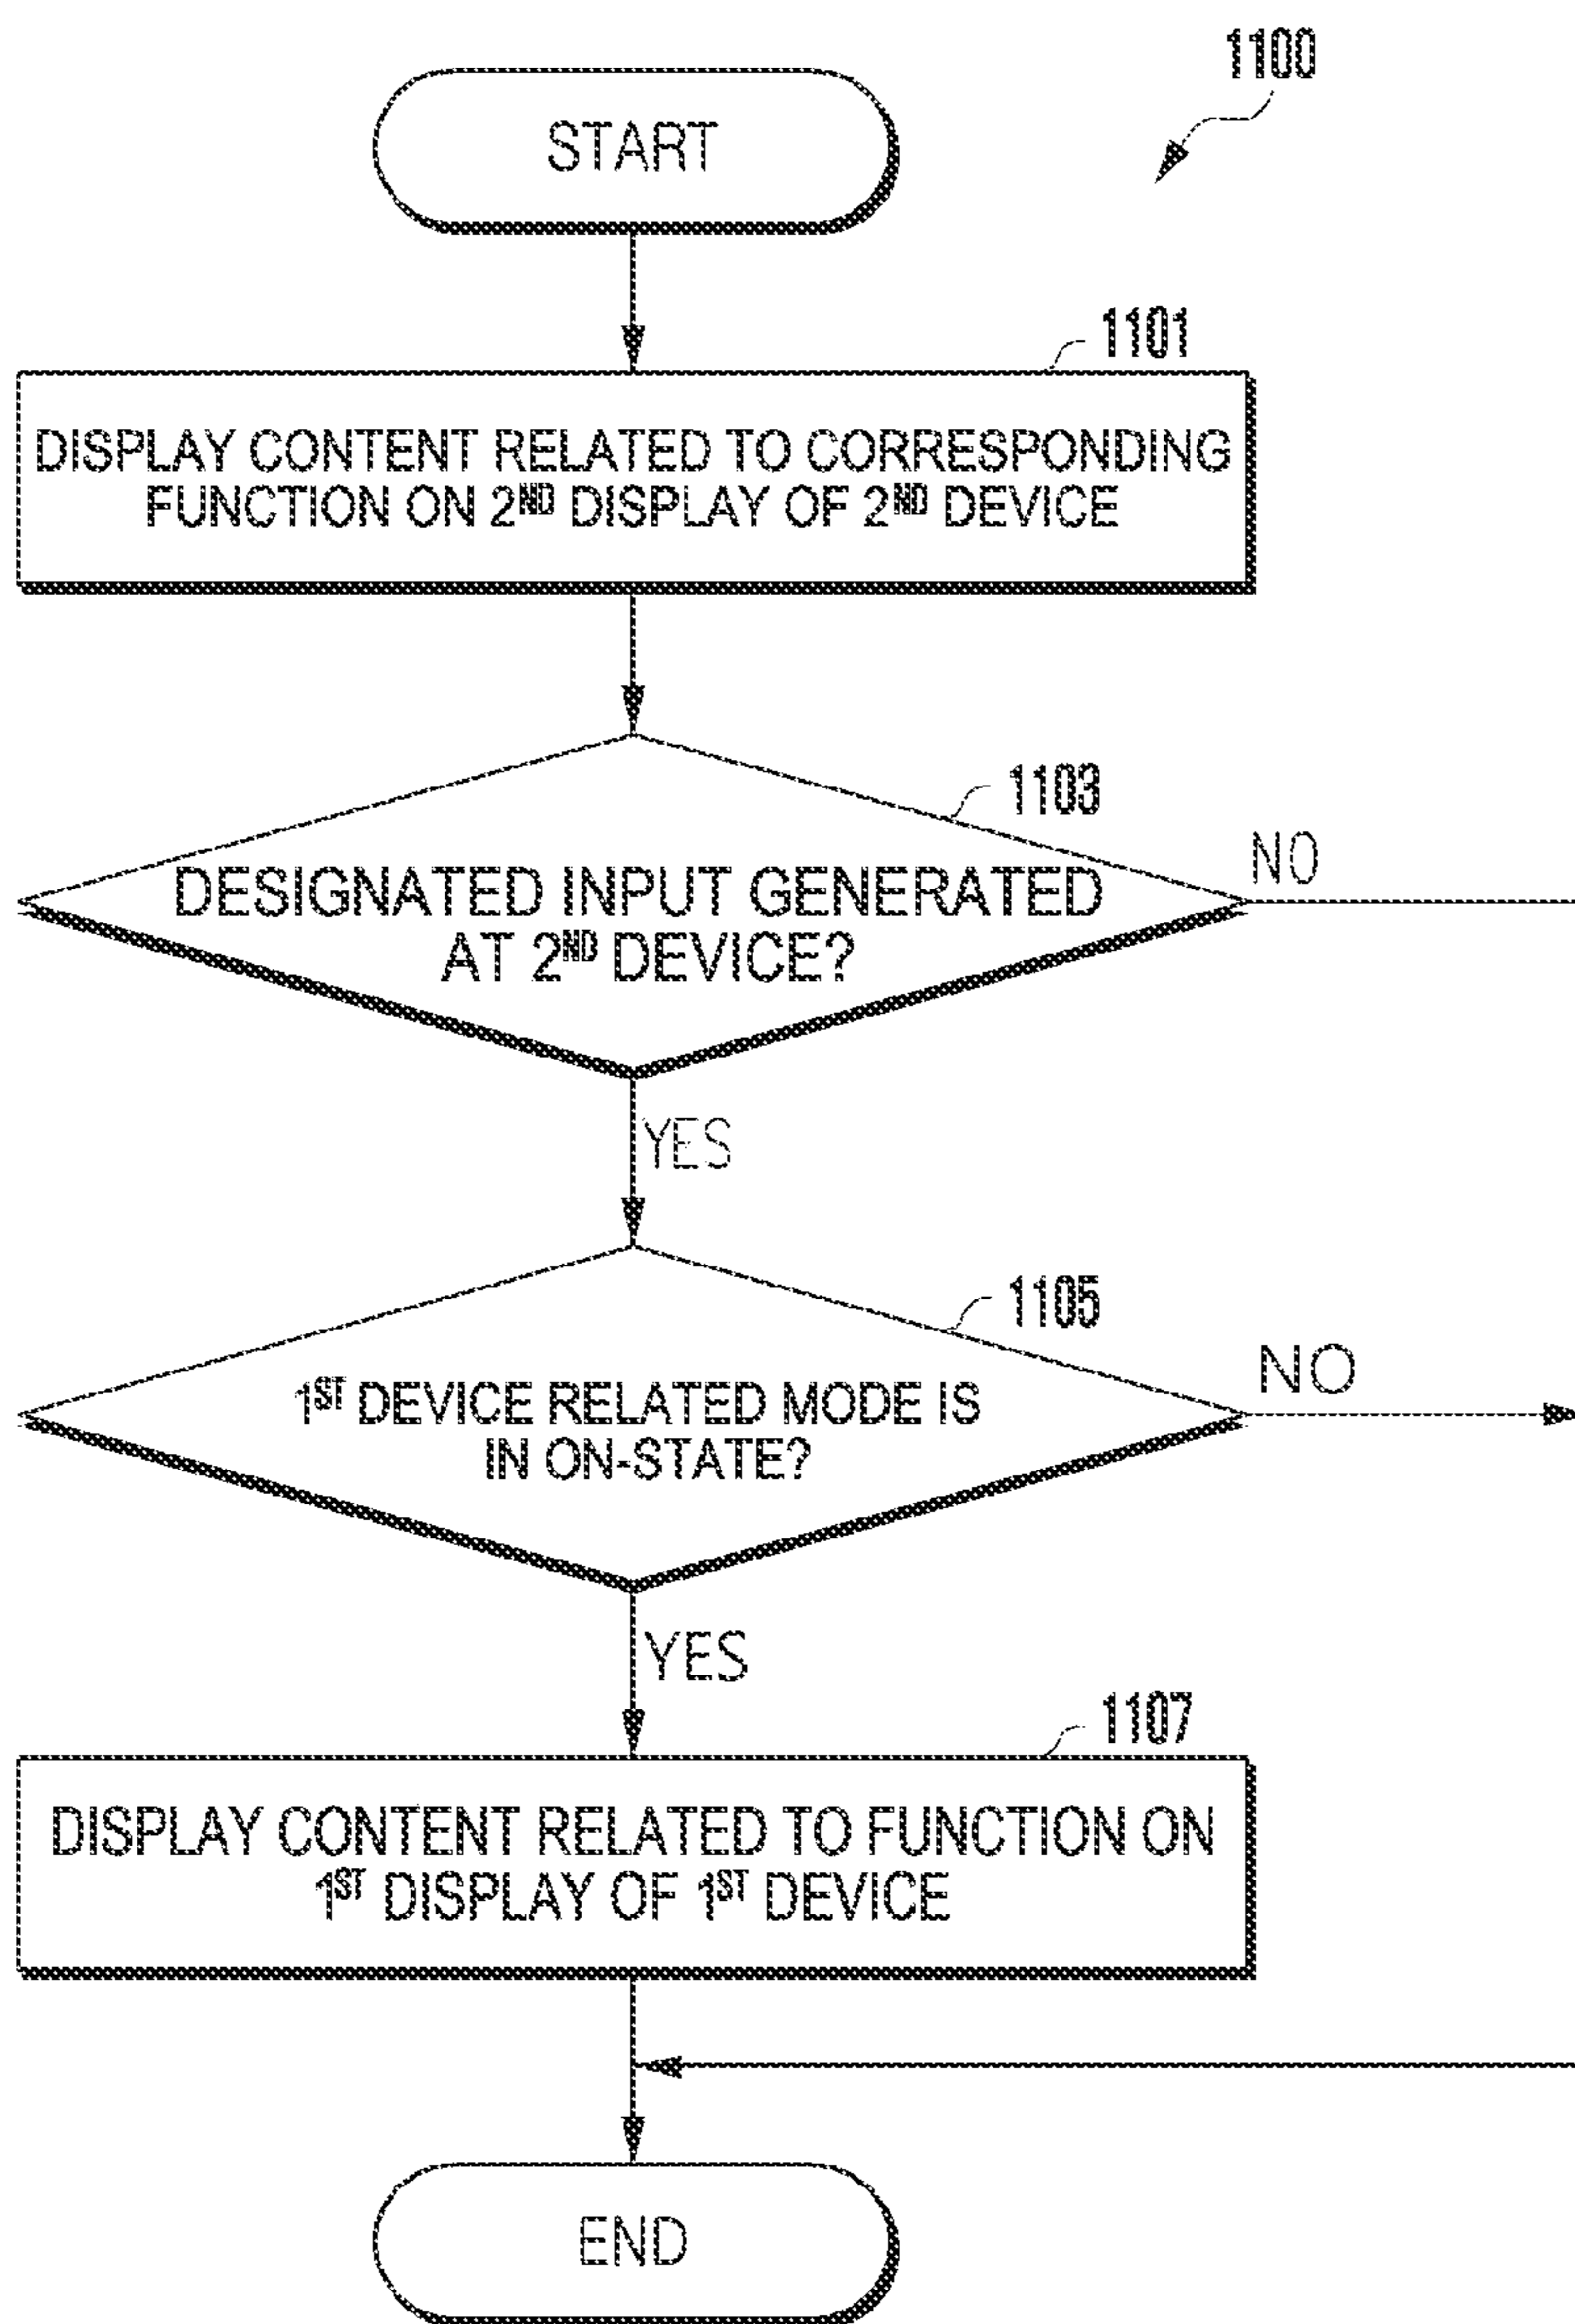 1100
START
1101
DISPLAY CONTENT RELATED TO CORRESPONDING
FUNCTION ON 2ND DISPLAY OF 2ND DEVICE
1103
DESIGNATED INPUT GENERATED
AT 2ND DEVICE?
NO
YES
1105
1ST DEVICE RELATED MODE IS
IN ON-STATE?
NO
YES
1107
DISPLAY CONTENT RELATED TO FUNCTION ON
1ST DISPLAY OF 1ST DEVICE
END